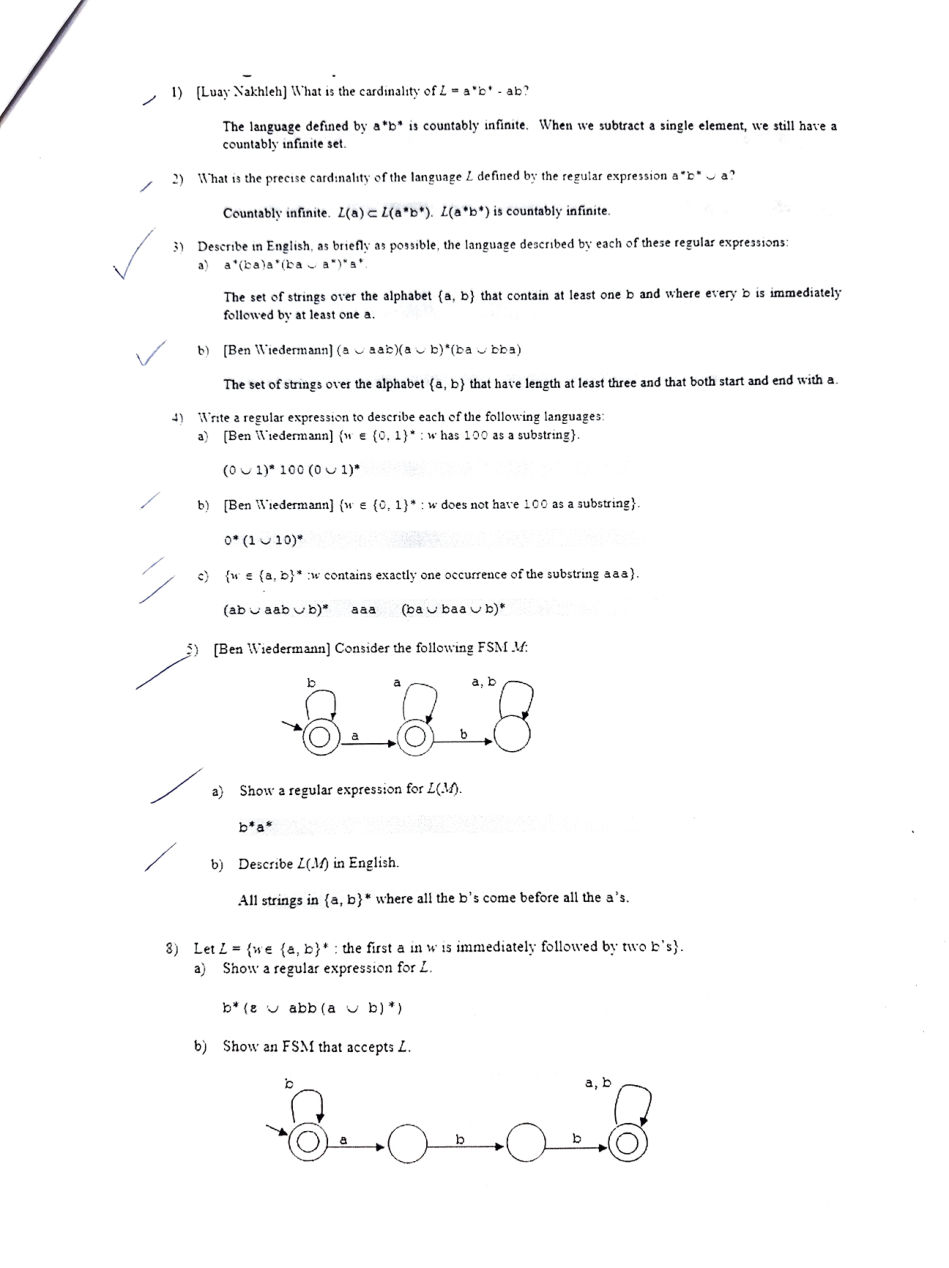 1) [Luay Nakhleh] What is the cardinality of L = a*b* - ab?
The language defined by a*b* is countably infinite. When we subtract a single element, we still have a
countably infinite set.
2) What is the precise cardinality of the language L defined by the regular expression a*b* ∪ a?
Countably infinite. L(a) ⊂ L(a*b*). L(a*b*) is countably infinite.
3) Describe in English, as briefly as possible, the language described by each of these regular expressions:
a) a*(ba)a*(ba ∪ a*)*a*.
The set of strings over the alphabet {a, b} that contain at least one b and where every b is immediately
followed by at least one a.
b) [Ben Wiedermann] (a ∪ aab)(a ∪ b)*(ba ∪ bba)
The set of strings over the alphabet {a, b} that have length at least three and that both start and end with a.
4) Write a regular expression to describe each of the following languages:
a) [Ben Wiedermann] {w ∈ {0, 1}* : w has 100 as a substring}.
(0 ∪ 1)* 100 (0 ∪ 1)*
b) [Ben Wiedermann] {w ∈ {0, 1}* : w does not have 100 as a substring}.
0* (1 ∪ 10)*
c) {w ∈ {a, b}* :w contains exactly one occurrence of the substring aaa}.
(ab ∪ aab ∪ b)* aaa (ba ∪ baa ∪ b)*
5) [Ben Wiedermann] Consider the following FSM M:
b a a, b
a b
a) Show a regular expression for L(M).
b*a*
b) Describe L(M) in English.
All strings in {a, b}* where all the b's come before all the a's.
8) Let L = {w ∈ {a, b}* : the first a in w is immediately followed by two b's}.
a) Show a regular expression for L.
b* (ε ∪ abb (a ∪ b) *)
b) Show an FSM that accepts L.
b a, b
a b b